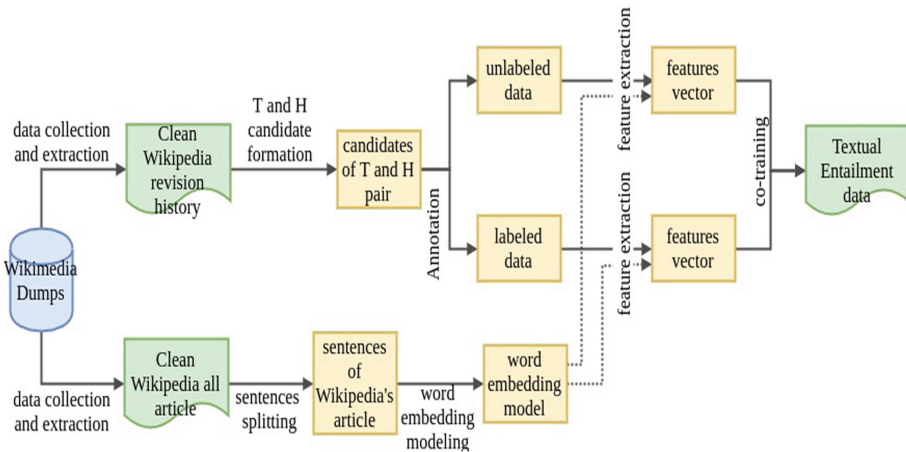 data collection
and extraction
Clean
Wikipedia
revision
history
T and H
candidate
formation
candidates
of T and H
pair
Annotation
unlabeled
data
feature extraction
features
vector
labeled
data
feature extraction
features
vector
co-training
Textual
Entailment
data
Wikimedia
Dumps
data collection
and extraction
Clean
Wikipedia all
article
sentences
splitting
sentences
of
Wikipedia's
article
word
embedding
modeling
word
embedding
model